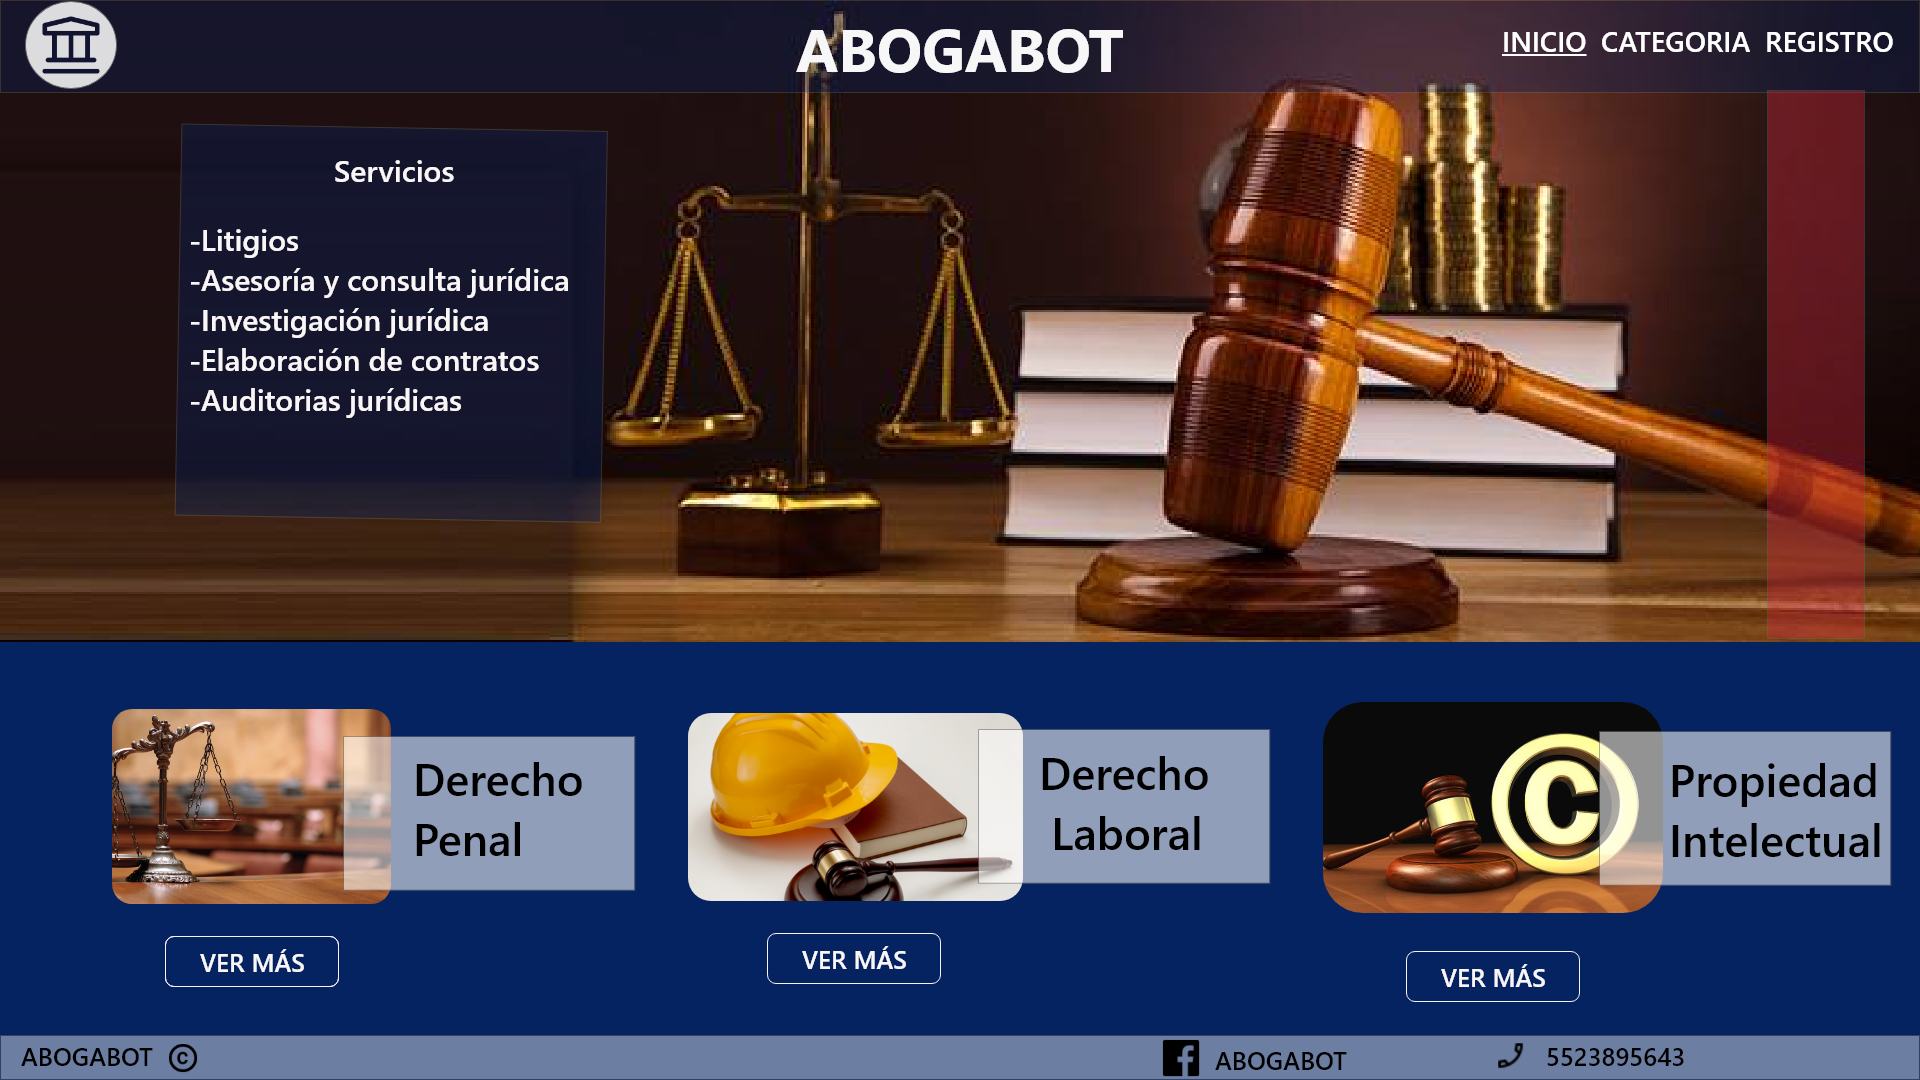 ABOGABOT
INICIO CATEGORIA REGISTRO
Servicios
-Litigios
-Asesoría y consulta jurídica
-Investigación jurídica
-Elaboración de contratos
-Auditorias jurídicas
Derecho
Penal
VER MÁS
Derecho
Laboral
VER MÁS
Propiedad
Intelectual
VER MÁS
ABOGABOT ©
ABOGABOT
5523895643